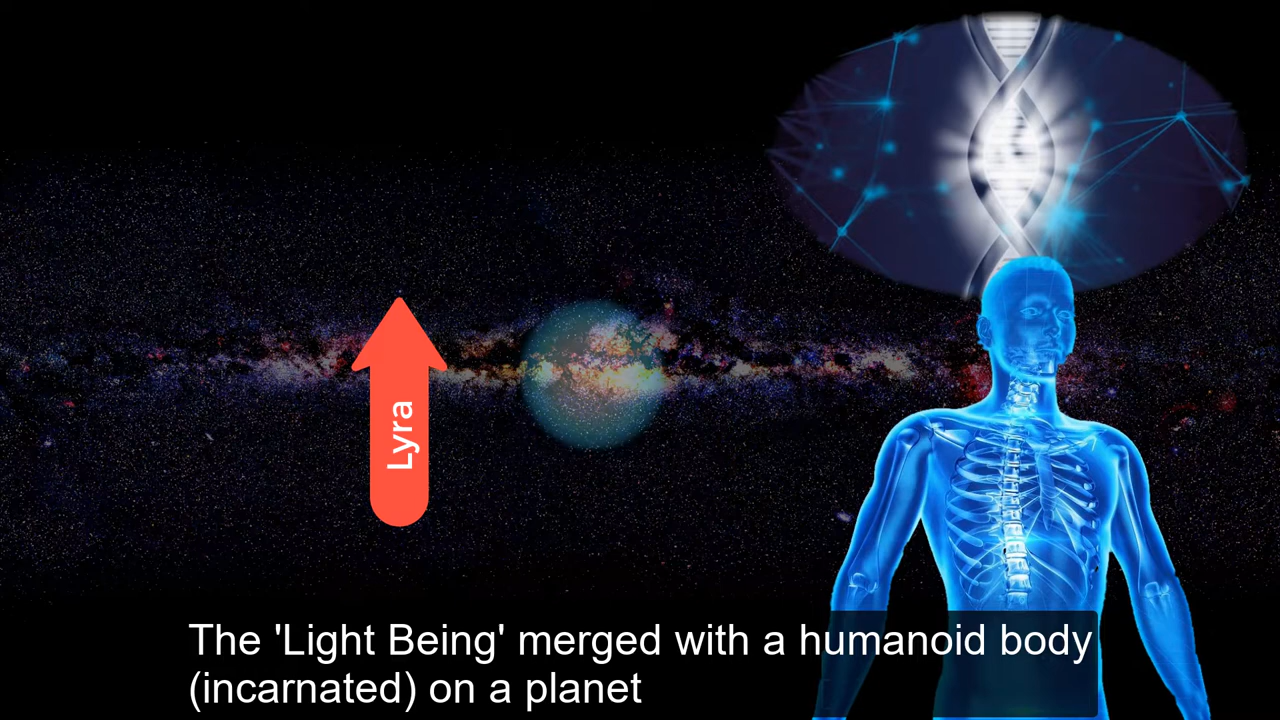 Lyra
The 'Light Being' merged with a humanoid body
(incarnated) on a planet